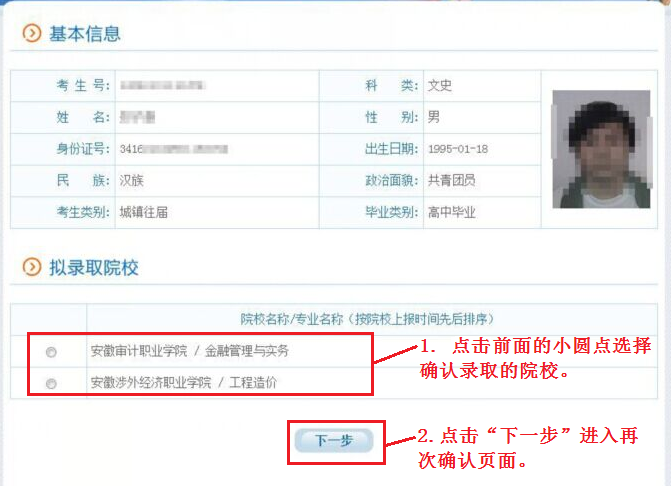 基本信息
考生号: 科类: 文史
姓名: 性别: 男
身份证号: 3416 出生日期: 1995-01-18
民族: 汉族 政治面貌: 共青团员
考生类别: 城镇往届 毕业类别: 高中毕业
拟录取院校
院校名称/专业名称（按院校上报时间先后排序）
安徽审计职业学院 / 金融管理与实务
安徽涉外经济职业学院 / 工程造价
1. 点击前面的小圆点选择
确认录取的院校。
下一步
2.点击“下一步”进入再
次确认页面。